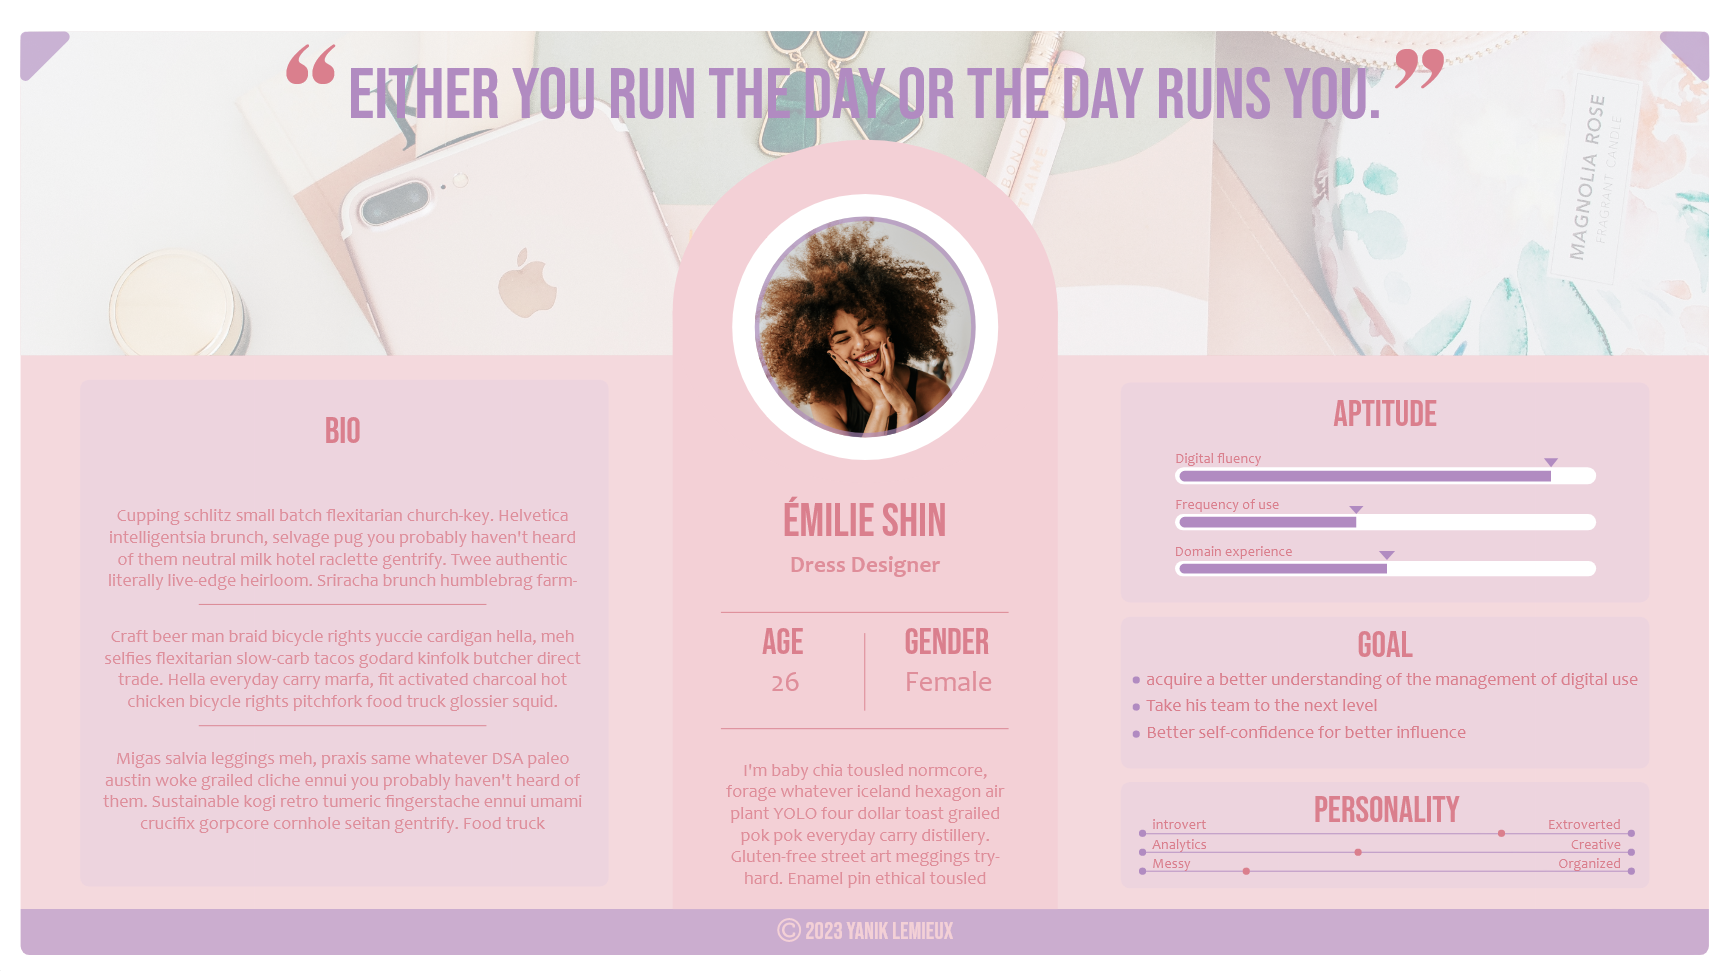 “ EITHER YOU RUN THE DAY OR THE DAY RUNS YOU. ”
BONJOUR
T'AIME
MAGNOLIA ROSE
FRAGRANT CANDLE
BIO
Cupping schlitz small batch flexitarian church-key. Helvetica
intelligentsia brunch, selvage pug you probably haven't heard
of them neutral milk hotel raclette gentrify. Twee authentic
literally live-edge heirloom. Sriracha brunch humblebrag farm-
Craft beer man braid bicycle rights yuccie cardigan hella, meh
selfies flexitarian slow-carb tacos godard kinfolk butcher direct
trade. Hella everyday carry marfa, fit activated charcoal hot
chicken bicycle rights pitchfork food truck glossier squid.
Migas salvia leggings meh, praxis same whatever DSA paleo
austin woke grailed cliche ennui you probably haven't heard of
them. Sustainable kogi retro tumeric fingerstache ennui umami
crucifix gorpcore cornhole seitan gentrify. Food truck
ÉMILIE SHIN
Dress Designer
AGE
26
GENDER
Female
I'm baby chia tousled normcore,
forage whatever iceland hexagon air
plant YOLO four dollar toast grailed
pok pok everyday carry distillery.
Gluten-free street art meggings try-
hard. Enamel pin ethical tousled
APTITUDE
Digital fluency
Frequency of use
Domain experience
GOAL
acquire a better understanding of the management of digital use
Take his team to the next level
Better self-confidence for better influence
PERSONALITY
introvert Extroverted
Analytics Creative
Messy Organized
© 2023 YANIK LEMIEUX